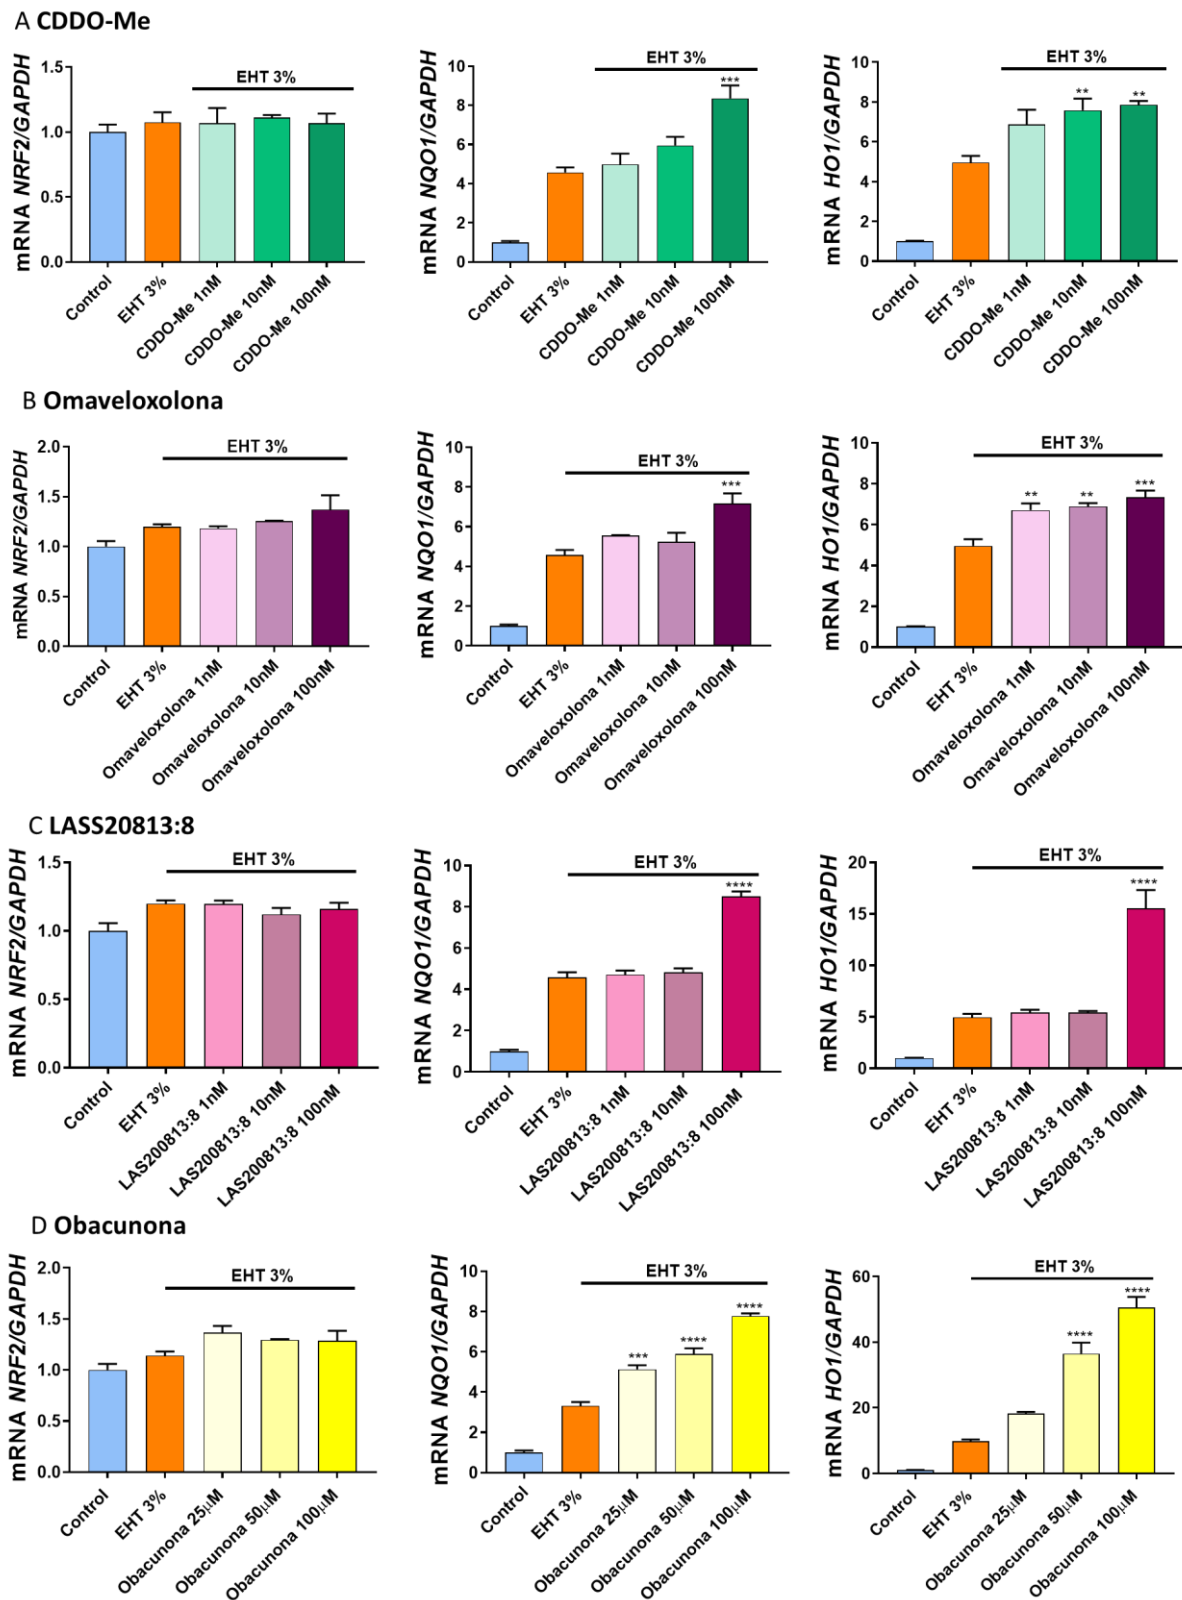 A CDDO-Me
mRNA NRF2/GAPDH
1.5
1.0
0.5
0.0
EHT 3%
Control
EHT 3%
CDDO-Me 1nM
CDDO-Me 10nM
CDDO-Me 100nM
mRNA NQO1/GAPDH
10
8
6
4
2
0
EHT 3%
***
Control
EHT 3%
CDDO-Me 1nM
CDDO-Me 10nM
CDDO-Me 100nM
mRNA HO1/GAPDH
10
8
6
4
2
0
EHT 3%
**
**
Control
EHT 3%
CDDO-Me 1nM
CDDO-Me 10nM
CDDO-Me 100nM
B Omaveloxolona
mRNA NRF2/GAPDH
2.0
1.5
1.0
0.5
0.0
EHT 3%
Control
EHT 3%
Omaveloxolona 1nM
Omaveloxolona 10nM
Omaveloxolona 100nM
mRNA NQO1/GAPDH
10
8
6
4
2
0
EHT 3%
***
Control
EHT 3%
Omaveloxolona 1nM
Omaveloxolona 10nM
Omaveloxolona 100nM
mRNA HO1/GAPDH
10
8
6
4
2
0
EHT 3%
**
**
***
Control
EHT 3%
Omaveloxolona 1nM
Omaveloxolona 10nM
Omaveloxolona 100nM
C LASS20813:8
mRNA NRF2/GAPDH
1.5
1.0
0.5
0.0
EHT 3%
Control
EHT 3%
LAS200813:8 1nM
LAS200813:8 10nM
LAS200813:8 100nM
mRNA NQO1/GAPDH
10
8
6
4
2
0
EHT 3%
****
Control
EHT 3%
LAS200813:8 1nM
LAS200813:8 10nM
LAS200813:8 100nM
mRNA HO1/GAPDH
20
15
10
5
0
EHT 3%
****
Control
EHT 3%
LAS200813:8 1nM
LAS200813:8 10nM
LAS200813:8 100nM
D Obacunona
mRNA NRF2/GAPDH
2.0
1.5
1.0
0.5
0.0
EHT 3%
Control
EHT 3%
Obacunona 25μM
Obacunona 50μM
Obacunona 100μM
mRNA NQO1/GAPDH
10
8
6
4
2
0
EHT 3%
***
****
****
Control
EHT 3%
Obacunona 25μM
Obacunona 50μM
Obacunona 100μM
mRNA HO1/GAPDH
60
40
20
0
EHT 3%
****
****
Control
EHT 3%
Obacunona 25μM
Obacunona 50μM
Obacunona 100μM